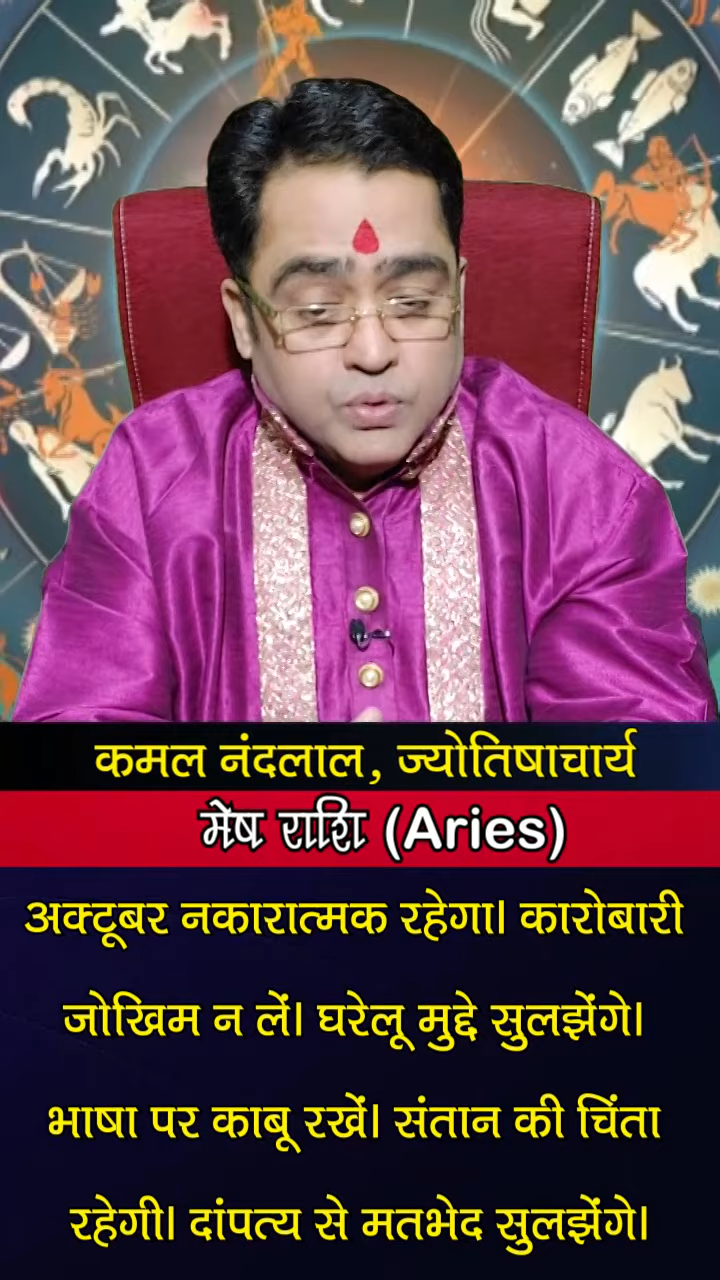 कमल नंदलाल, ज्योतिषाचार्य
मेष राशि (Aries)
अक्टूबर नकारात्मक रहेगा। कारोबारी
जोखिम न लें। घरेलू मुद्दे सुलझेंगे।
भाषा पर काबू रखें। संतान की चिंता
रहेगी। दांपत्य से मतभेद सुलझेंगे।